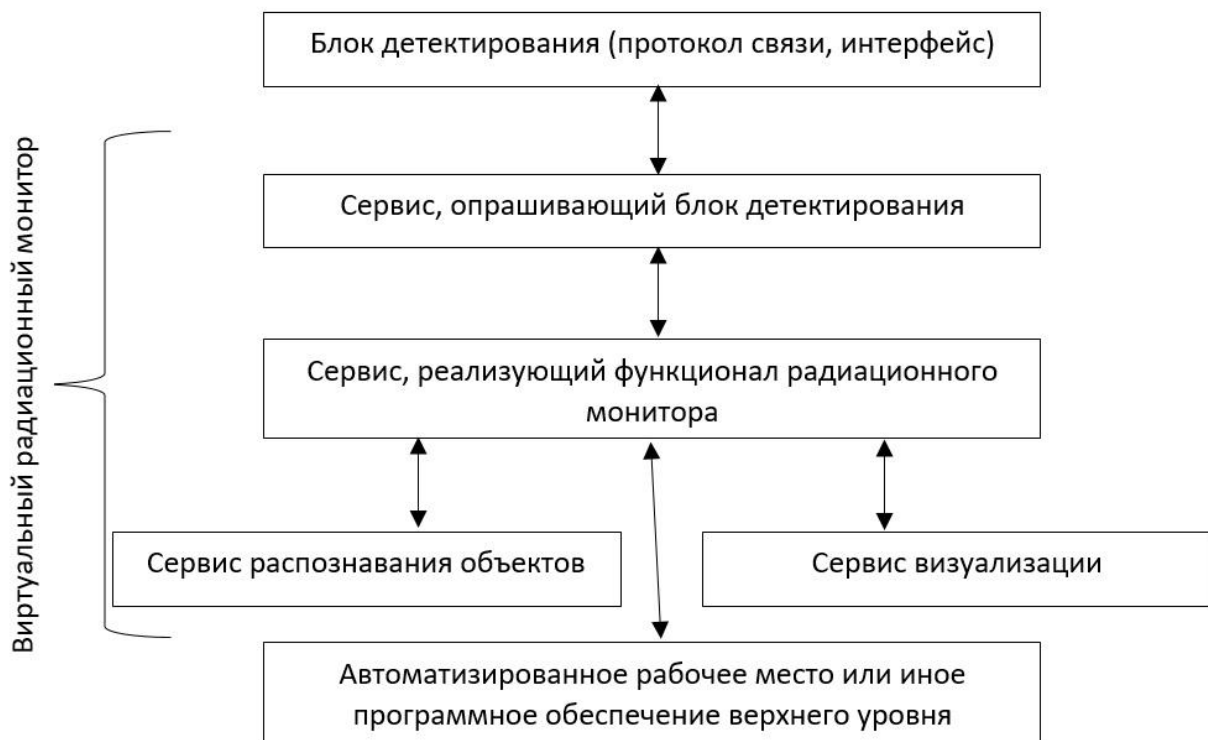 Блок детектирования (протокол связи, интерфейс)
Виртуальный радиационный монитор
Сервис, опрашивающий блок детектирования
Сервис, реализующий функционал радиационного
монитора
Сервис распознавания объектов
Сервис визуализации
Автоматизированное рабочее место или иное
программное обеспечение верхнего уровня